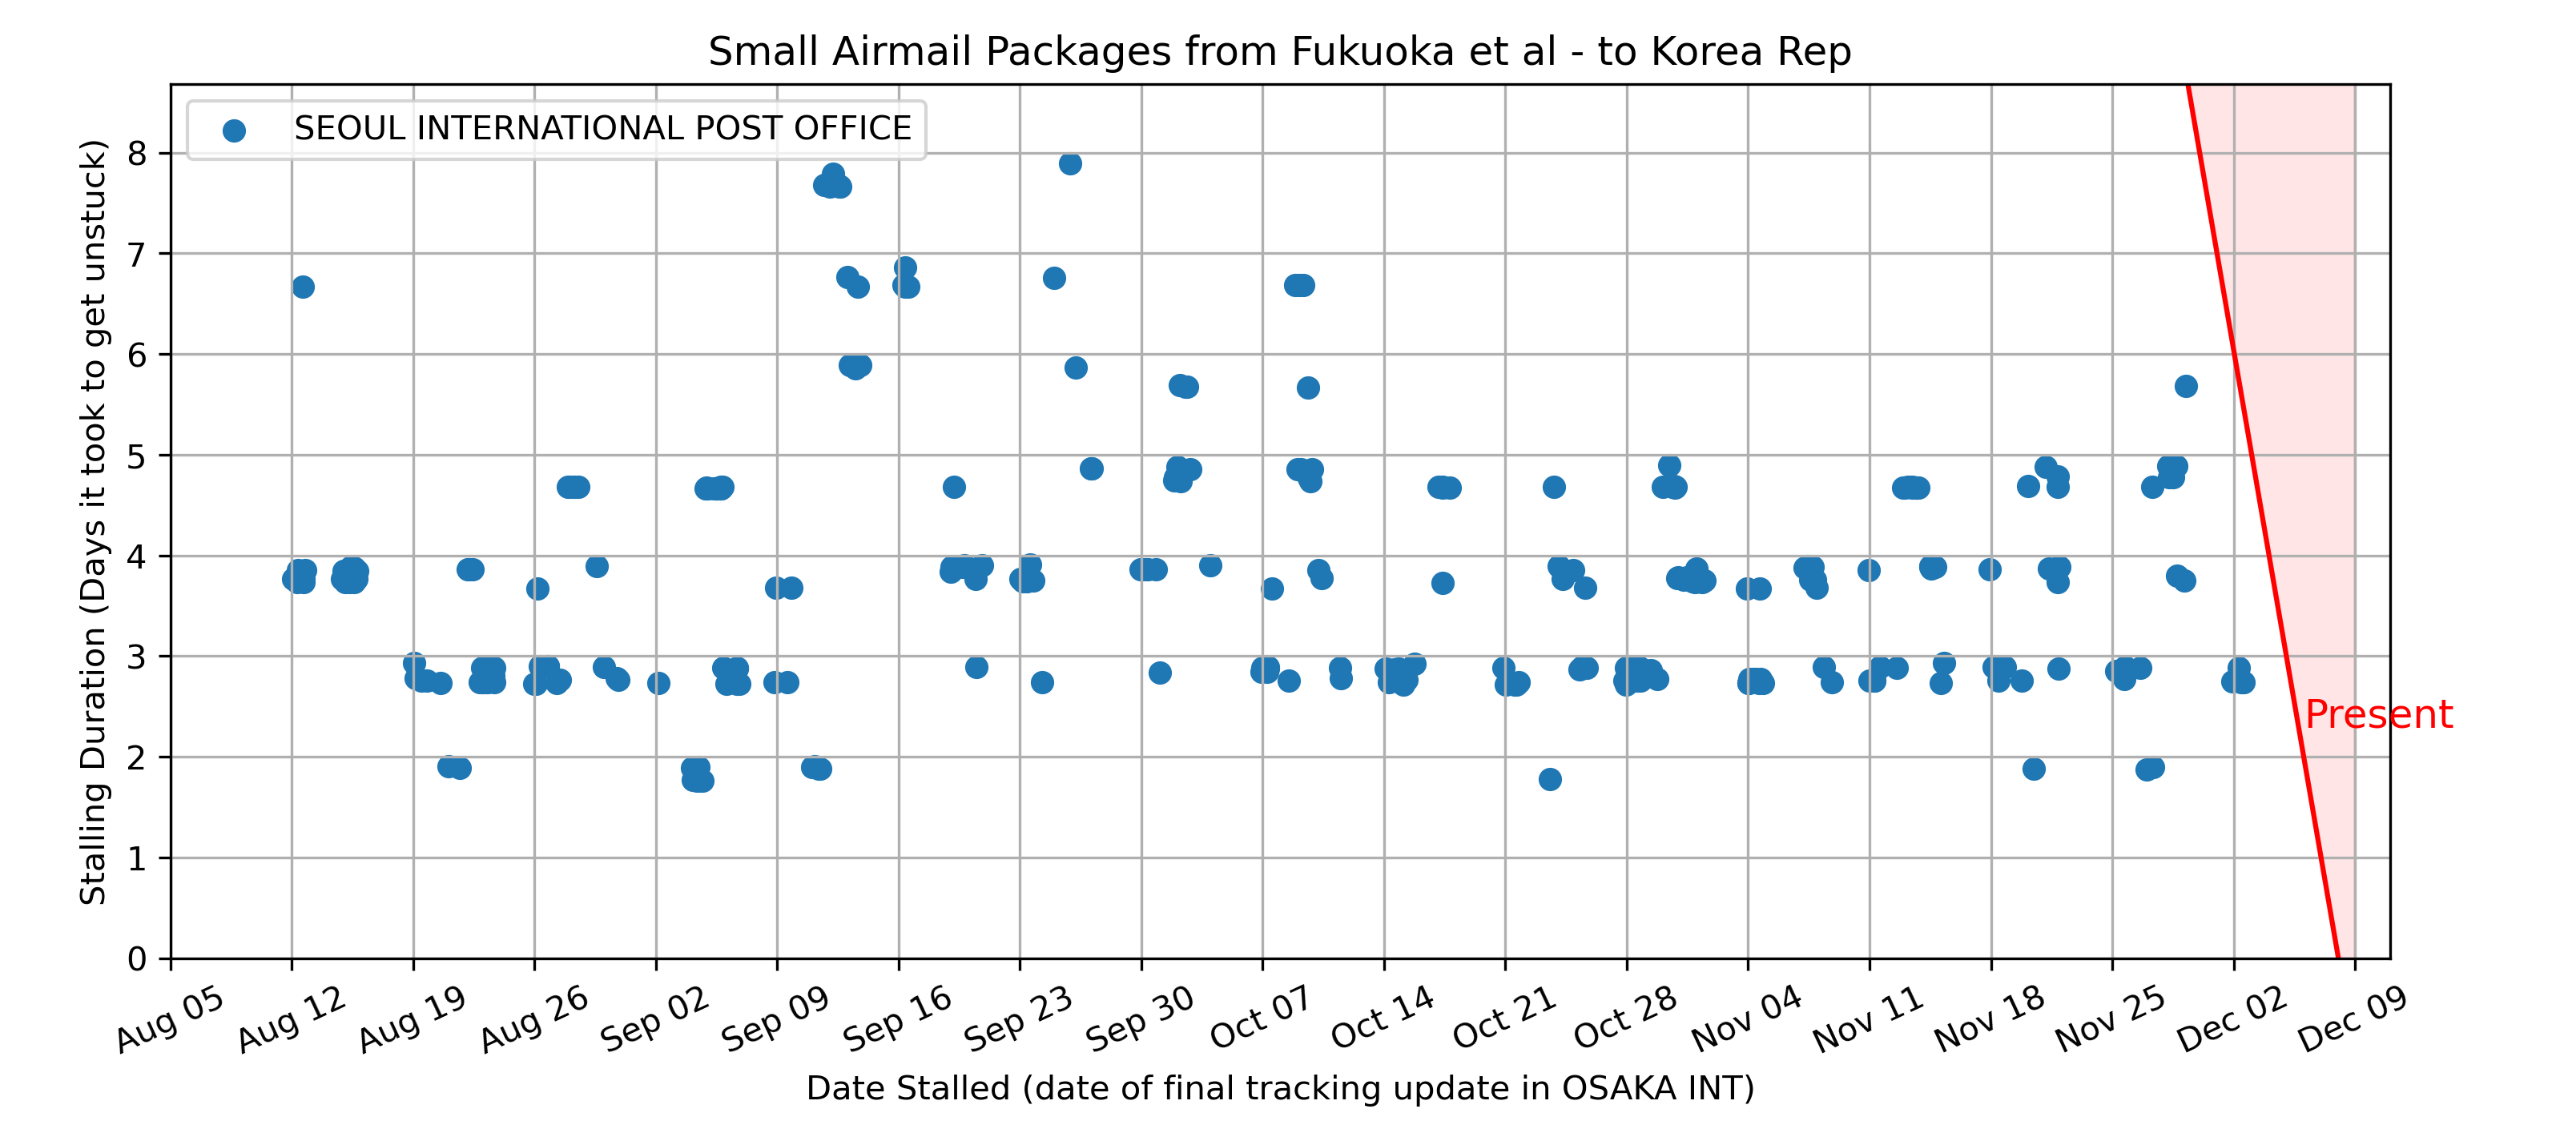 Small Airmail Packages from Fukuoka et al - to Korea Rep
SEOUL INTERNATIONAL POST OFFICE
Stalling Duration (Days it took to get unstuck)
8
7
6
5
4
3
2
1
0
Present
Aug 05
Aug 12
Aug 19
Aug 26
Sep 02
Sep 09
Sep 16
Sep 23
Sep 30
Oct 07
Oct 14
Oct 21
Oct 28
Nov 04
Nov 11
Nov 18
Nov 25
Dec 02
Dec 09
Date Stalled (date of final tracking update in OSAKA INT)